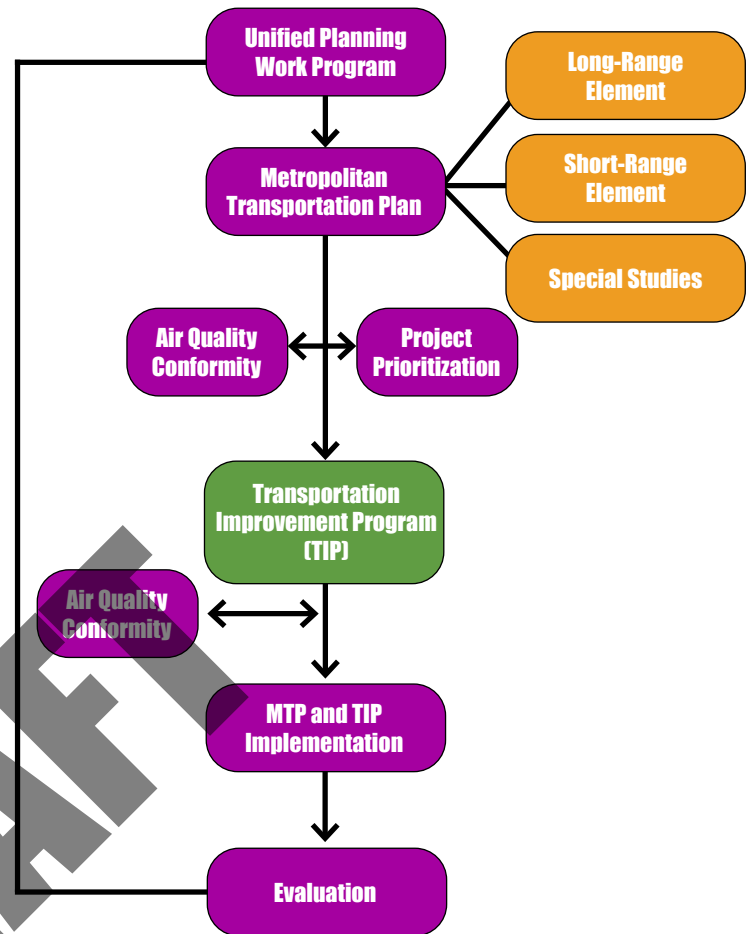 Unified Planning
Work Program
Long-Range
Element
Metropolitan
Transportation Plan
Short-Range
Element
Special Studies
Air Quality
Conformity
Project
Prioritization
Transportation
Improvement Program
(TIP)
Air Quality
Conformity
MTP and TIP
Implementation
Evaluation